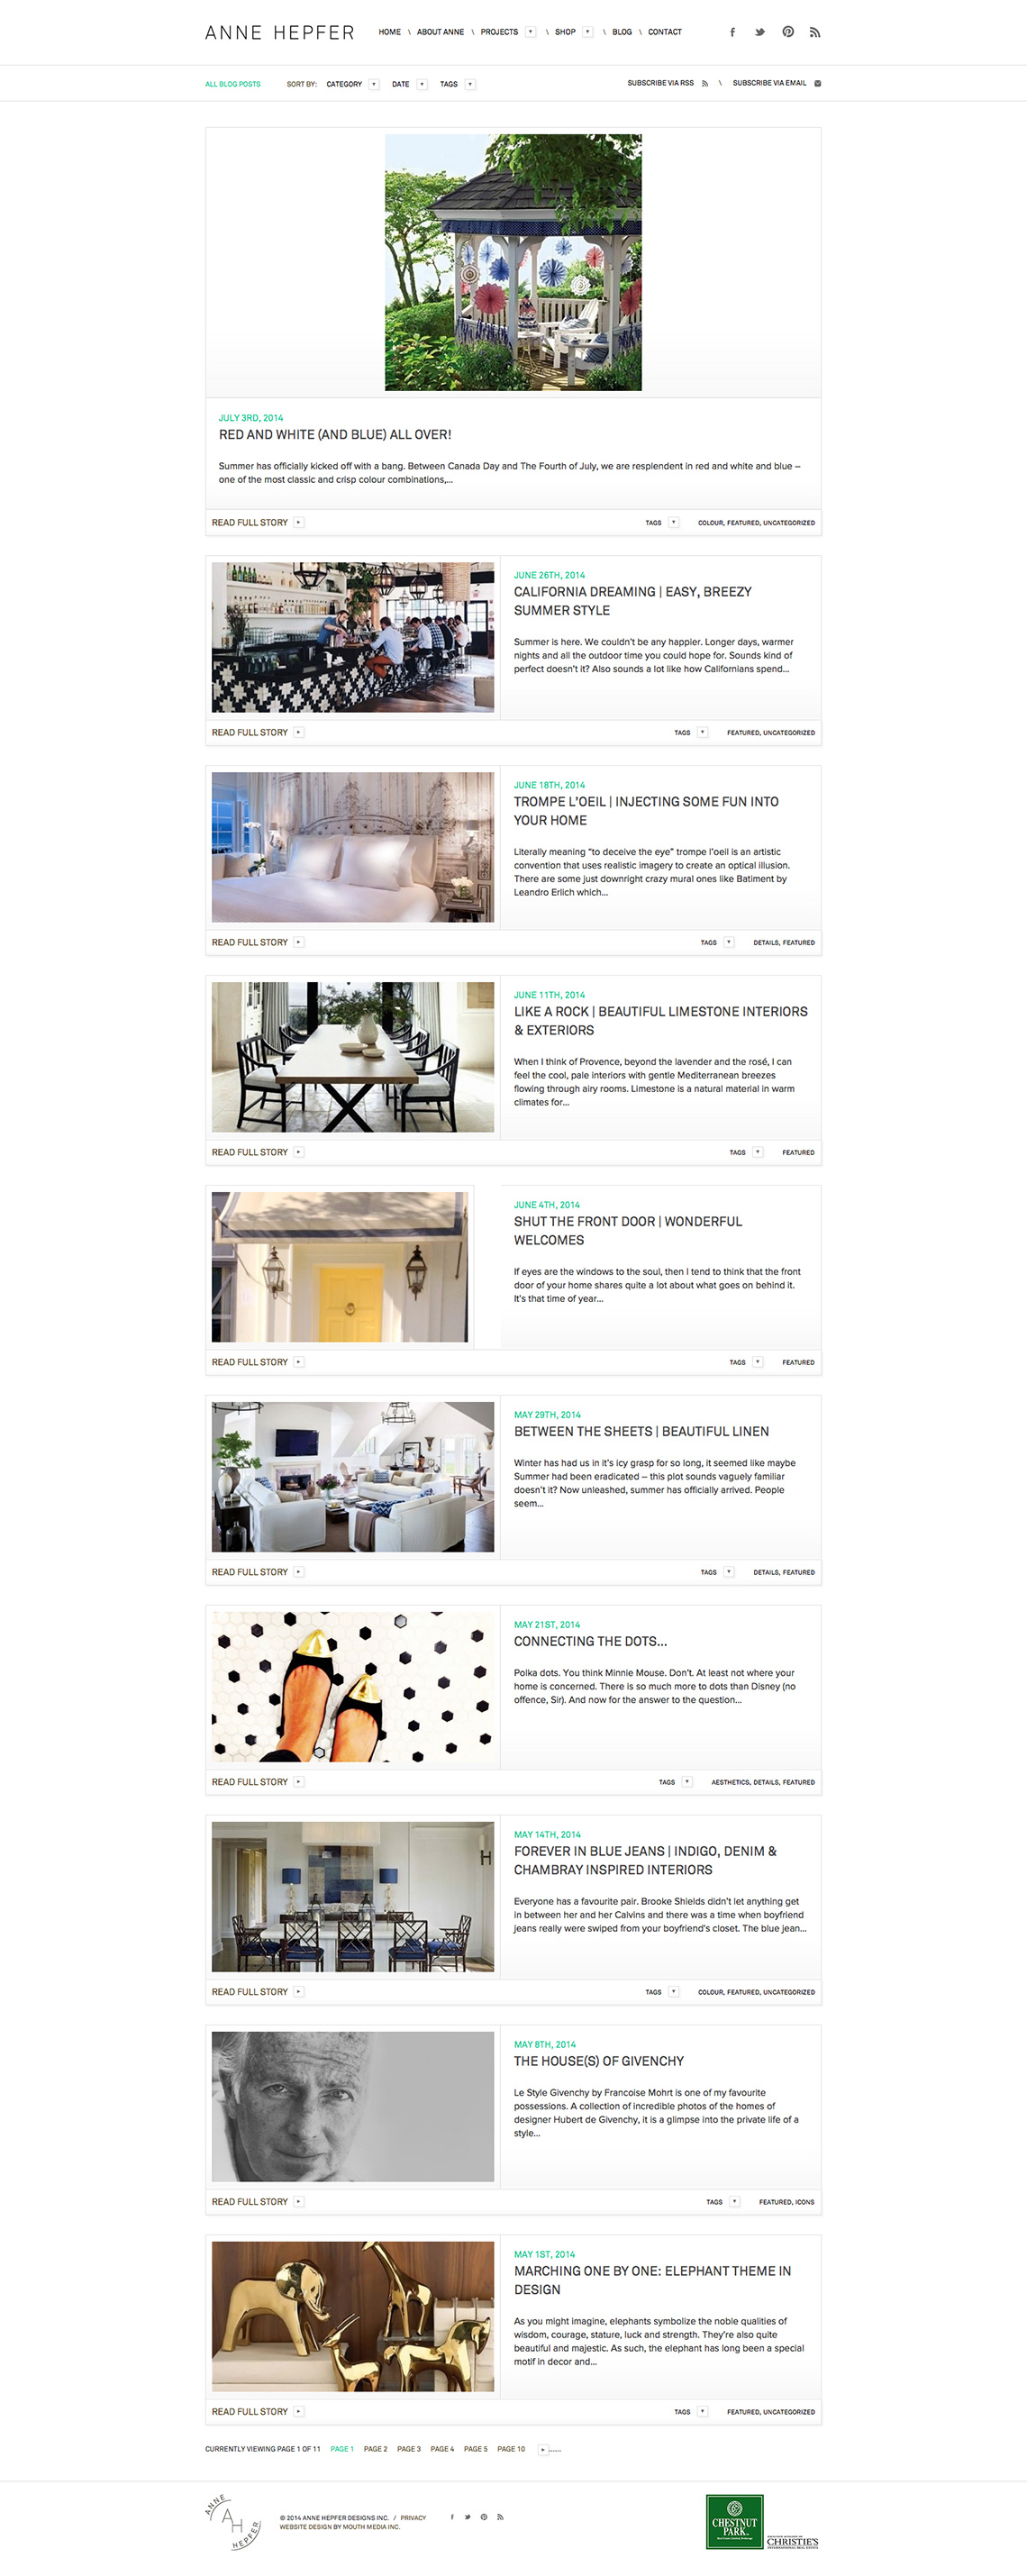 ANNE HEPFER
HOME \ ABOUT ANNE \ PROJECTS \ SHOP \ BLOG \ CONTACT
ALL BLOG POSTS SORT BY: CATEGORY DATE TAGS SUBSCRIBE VIA RSS \ SUBSCRIBE VIA EMAIL
JULY 3RD, 2014
RED AND WHITE (AND BLUE) ALL OVER!
Summer has officially kicked off with a bang. Between Canada Day and The Fourth of July, we are resplendent in red and white and blue –
one of the most classic and crisp colour combinations,...
READ FULL STORY TAGS COLOUR, FEATURED, UNCATEGORIZED
JUNE 26TH, 2014
CALIFORNIA DREAMING | EASY, BREEZY
SUMMER STYLE
Summer is here. We couldn't be any happier. Longer days, warmer
nights and all the outdoor time you could hope for. Sounds kind of
perfect doesn't it? Also sounds a lot like how Californians spend...
READ FULL STORY TAGS FEATURED, UNCATEGORIZED
JUNE 18TH, 2014
TROMPE L'OEIL | INJECTING SOME FUN INTO
YOUR HOME
Literally meaning "to deceive the eye" trompe l'oeil is an artistic
convention that uses realistic imagery to create an optical illusion.
There are some just downright crazy mural ones like Batiment by
Leandro Erlich which...
READ FULL STORY TAGS DETAILS, FEATURED
JUNE 11TH, 2014
LIKE A ROCK | BEAUTIFUL LIMESTONE INTERIORS
& EXTERIORS
When I think of Provence, beyond the lavender and the rosé, I can
feel the cool, pale interiors with gentle Mediterranean breezes
flowing through airy rooms. Limestone is a natural material in warm
climates for...
READ FULL STORY TAGS FEATURED
JUNE 4TH, 2014
SHUT THE FRONT DOOR | WONDERFUL
WELCOMES
If eyes are the windows to the soul, then I tend to think that the front
door of your home shares quite a lot about what goes on behind it.
It's that time of year...
READ FULL STORY TAGS FEATURED
MAY 29TH, 2014
BETWEEN THE SHEETS | BEAUTIFUL LINEN
Winter has had us in it's icy grasp for so long, it seemed like maybe
Summer had been eradicated – this plot sounds vaguely familiar
doesn't it? Now unleashed, summer has officially arrived. People
seem...
READ FULL STORY TAGS DETAILS, FEATURED
MAY 21ST, 2014
CONNECTING THE DOTS...
Polka dots. You think Minnie Mouse. Don't. At least not where your
home is concerned. There is so much more to dots than Disney (no
offence, Sir). And now for the answer to the question...
READ FULL STORY TAGS AESTHETICS, DETAILS, FEATURED
MAY 14TH, 2014
FOREVER IN BLUE JEANS | INDIGO, DENIM &
CHAMBRAY INSPIRED INTERIORS
Everyone has a favourite pair. Brooke Shields didn't let anything get
in between her and her Calvins and there was a time when boyfriend
jeans really were swiped from your boyfriend's closet. The blue jean...
READ FULL STORY TAGS COLOUR, FEATURED, UNCATEGORIZED
MAY 8TH, 2014
THE HOUSE(S) OF GIVENCHY
Le Style Givenchy by Francoise Mohrt is one of my favourite
possessions. A collection of incredible photos of the homes of
designer Hubert de Givenchy, it is a glimpse into the private life of a
style...
READ FULL STORY TAGS FEATURED, ICONS
MAY 1ST, 2014
MARCHING ONE BY ONE: ELEPHANT THEME IN
DESIGN
As you might imagine, elephants symbolize the noble qualities of
wisdom, courage, stature, luck and strength. They're also quite
beautiful and majestic. As such, the elephant has long been a special
motif in decor and...
READ FULL STORY TAGS FEATURED, UNCATEGORIZED
CURRENTLY VIEWING PAGE 1 OF 11 PAGE 1 PAGE 2 PAGE 3 PAGE 4 PAGE 5 PAGE 10 ......
ANNE AH HEPFER
© 2014 ANNE HEPFER DESIGNS INC. / PRIVACY
WEBSITE DESIGN BY MOUTH MEDIA INC.
CHESTNUT
PARK
CHRISTIE'S